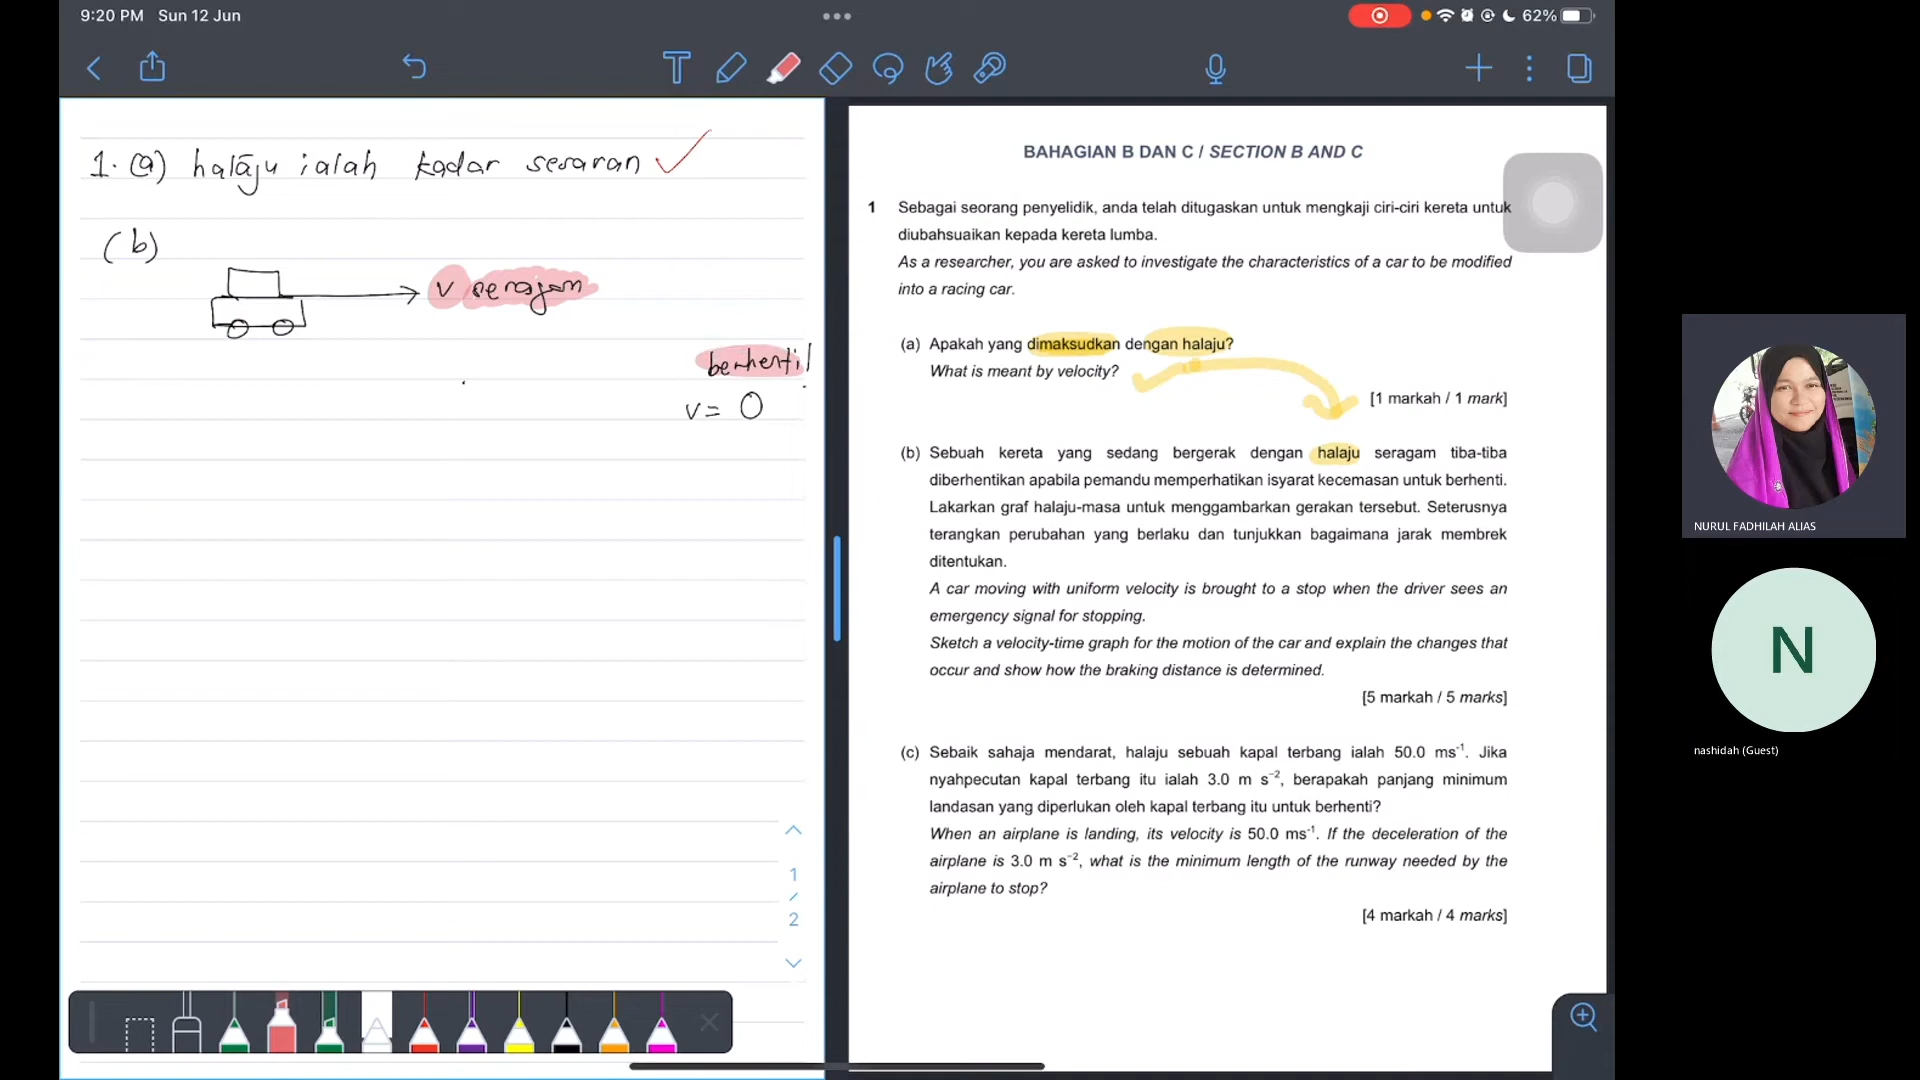 9:20 PM Sun 12 Jun
62%
1. (a) halaju ialah kadar sesaran
(b)
v seragam
berhenti!
v = 0
1
2
BAHAGIAN B DAN C / SECTION B AND C
1 Sebagai seorang penyelidik, anda telah ditugaskan untuk mengkaji ciri-ciri kereta untuk
diubahsuaikan kepada kereta lumba.
As a researcher, you are asked to investigate the characteristics of a car to be modified
into a racing car.
(a) Apakah yang dimaksudkan dengan halaju?
What is meant by velocity?
[1 markah / 1 mark]
(b) Sebuah kereta yang sedang bergerak dengan halaju seragam tiba-tiba
diberhentikan apabila pemandu memperhatikan isyarat kecemasan untuk berhenti.
Lakarkan graf halaju-masa untuk menggambarkan gerakan tersebut. Seterusnya
terangkan perubahan yang berlaku dan tunjukkan bagaimana jarak membrek
ditentukan.
A car moving with uniform velocity is brought to a stop when the driver sees an
emergency signal for stopping.
Sketch a velocity-time graph for the motion of the car and explain the changes that
occur and show how the braking distance is determined.
[5 markah / 5 marks]
(c) Sebaik sahaja mendarat, halaju sebuah kapal terbang ialah 50.0 ms⁻¹. Jika
nyahpecutan kapal terbang itu ialah 3.0 m s⁻², berapakah panjang minimum
landasan yang diperlukan oleh kapal terbang itu untuk berhenti?
When an airplane is landing, its velocity is 50.0 ms⁻¹. If the deceleration of the
airplane is 3.0 m s⁻², what is the minimum length of the runway needed by the
airplane to stop?
[4 markah / 4 marks]
NURUL FADHILAH ALIAS
N
nashidah (Guest)